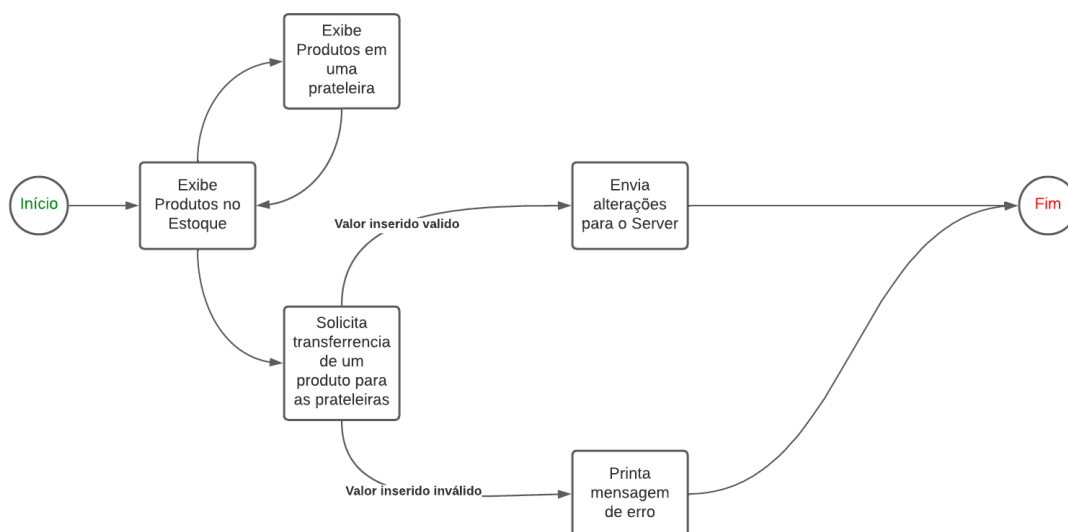 Exibe
Produtos em
uma
prateleira
Início
Exibe
Produtos no
Estoque
Valor inserido valido
Envia
alterações
para o Server
Fim
Solicita
transferrencia
de um
produto para
as prateleiras
Valor inserido inválido
Printa
mensagem
de erro